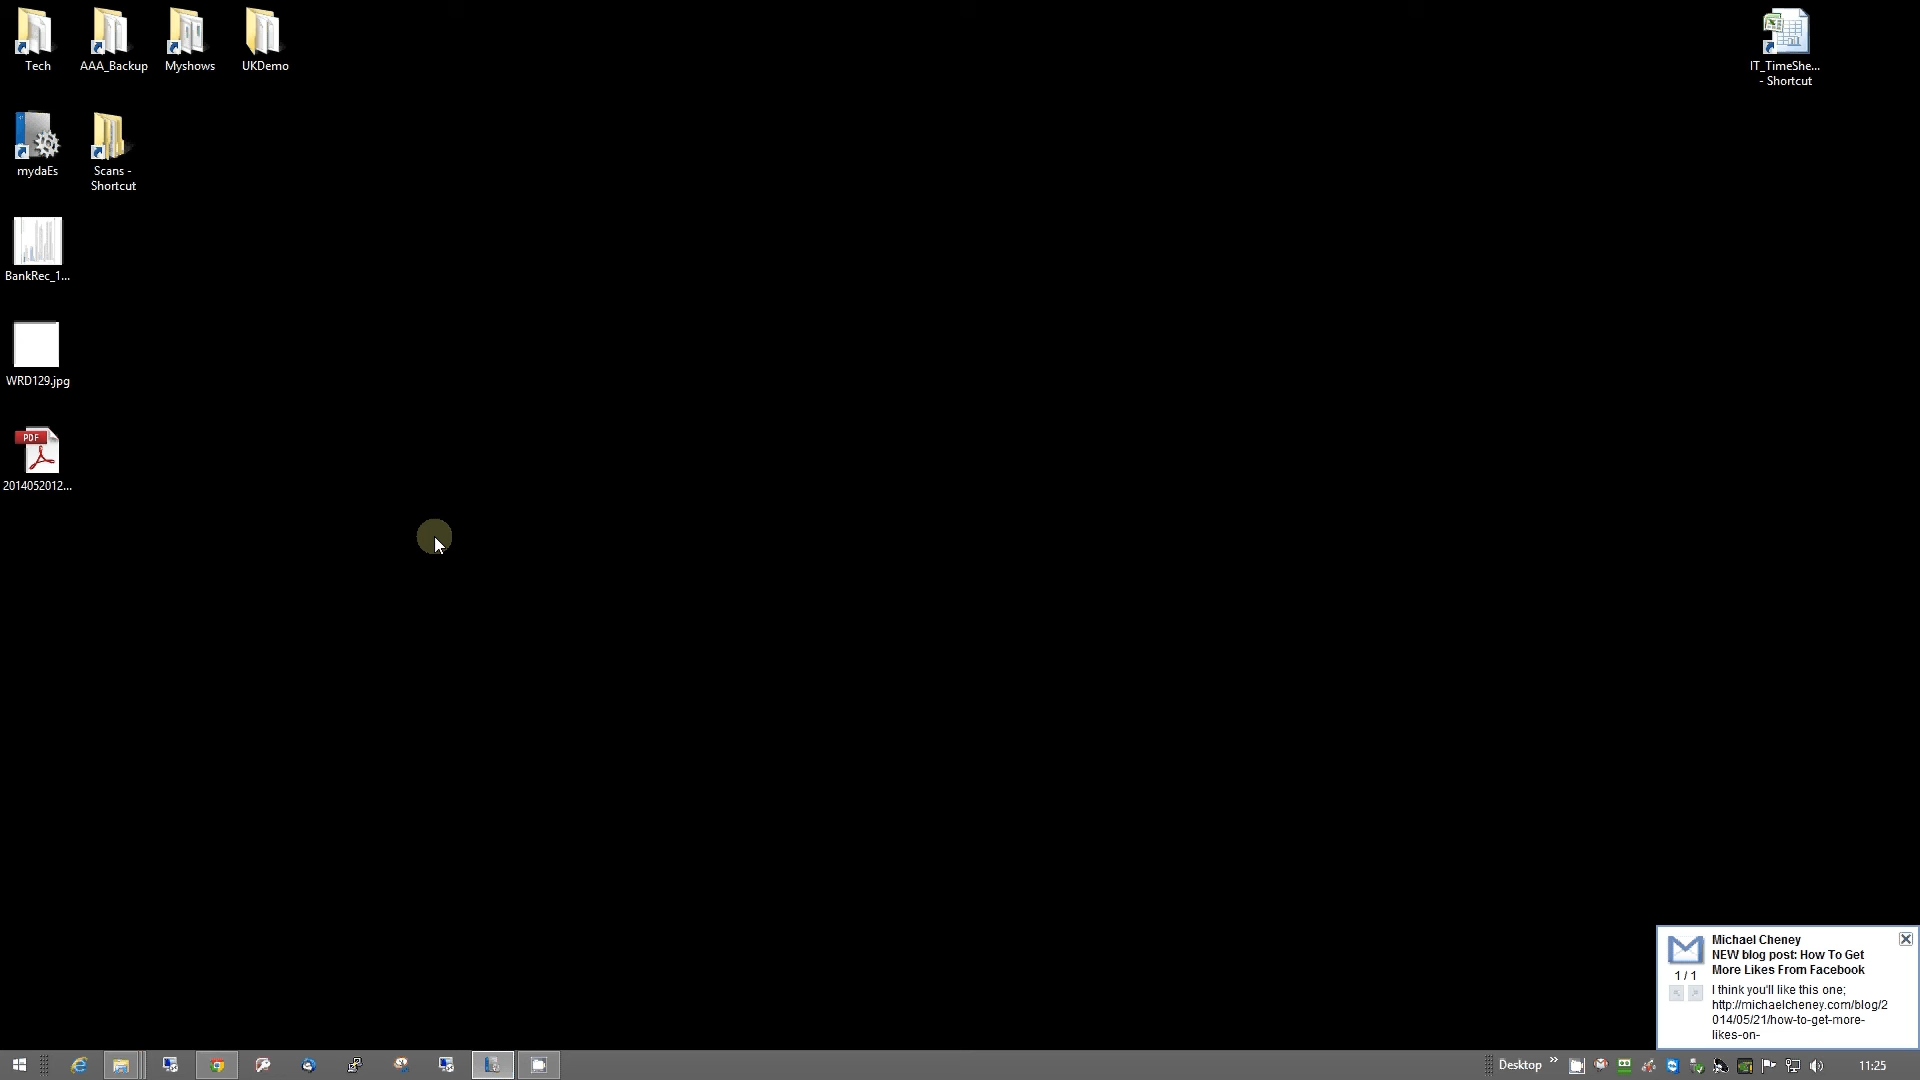 Tech
AAA_Backup
Myshows
UKDemo
IT_TimeShe...
- Shortcut
mydaEs
Scans -
Shortcut
BankRec_1...
WRD129.jpg
PDF
2014052012...
Michael Cheney
NEW blog post: How To Get
More Likes From Facebook
1 / 1
I think you'll like this one;
http://michaelcheney.com/blog/2
014/05/21/how-to-get-more-
likes-on-
Desktop
11:25